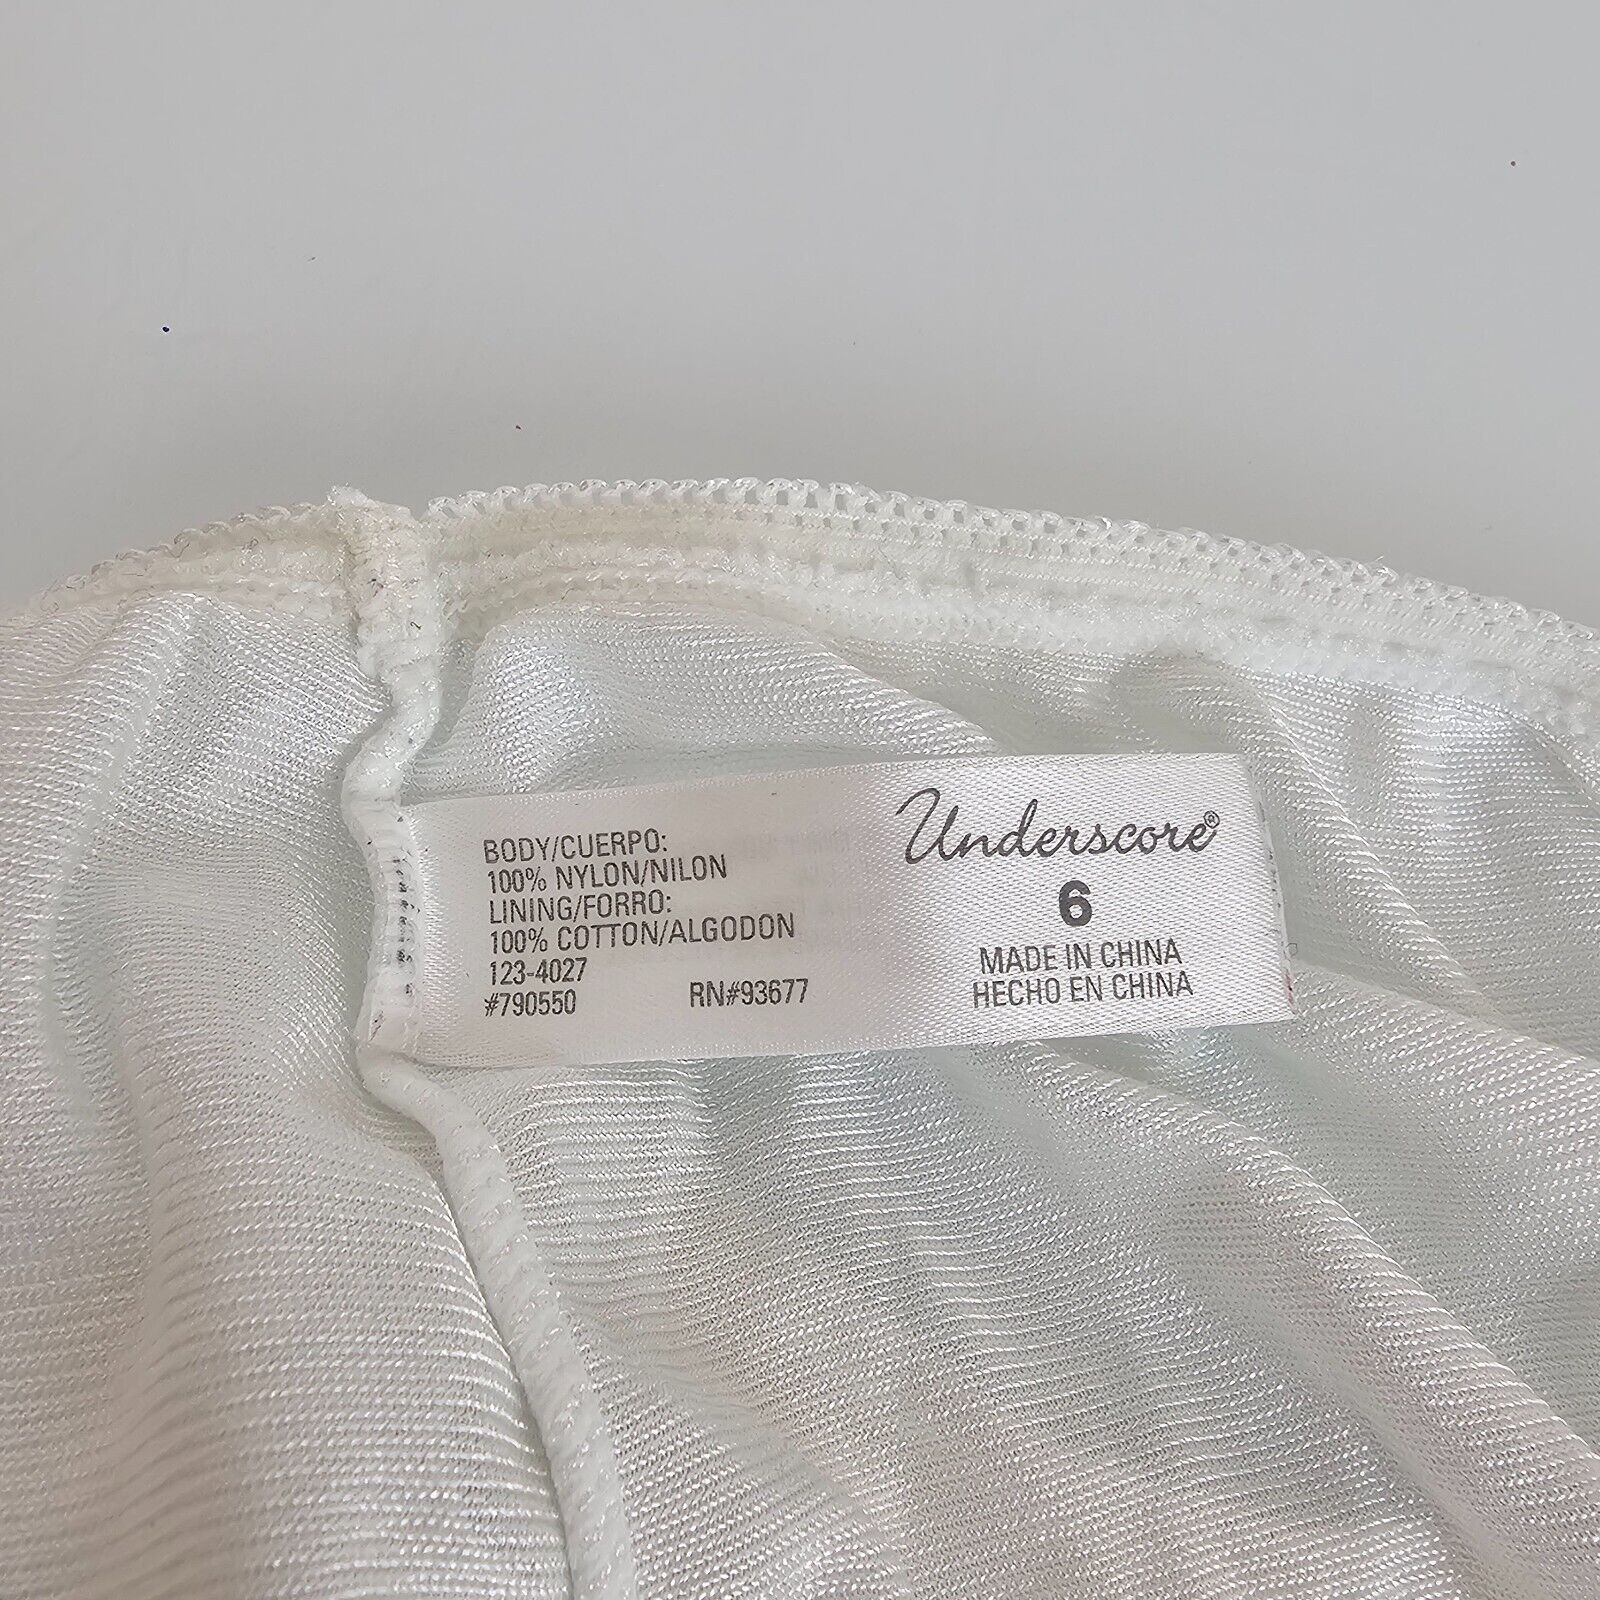 BODY/CUERPO:
100% NYLON/NILON
LINING/FORRO:
100% COTTON/ALGODON
123-4027
#790550 RN#93677
Underscore®
6
MADE IN CHINA
HECHO EN CHINA